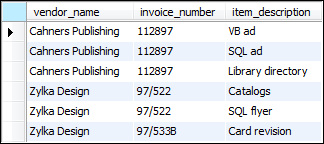 vendor_name invoice_number item_description
Cahners Publishing 112897 VB ad
Cahners Publishing 112897 SQL ad
Cahners Publishing 112897 Library directory
Zylka Design 97/522 Catalogs
Zylka Design 97/522 SQL flyer
Zylka Design 97/533B Card revision